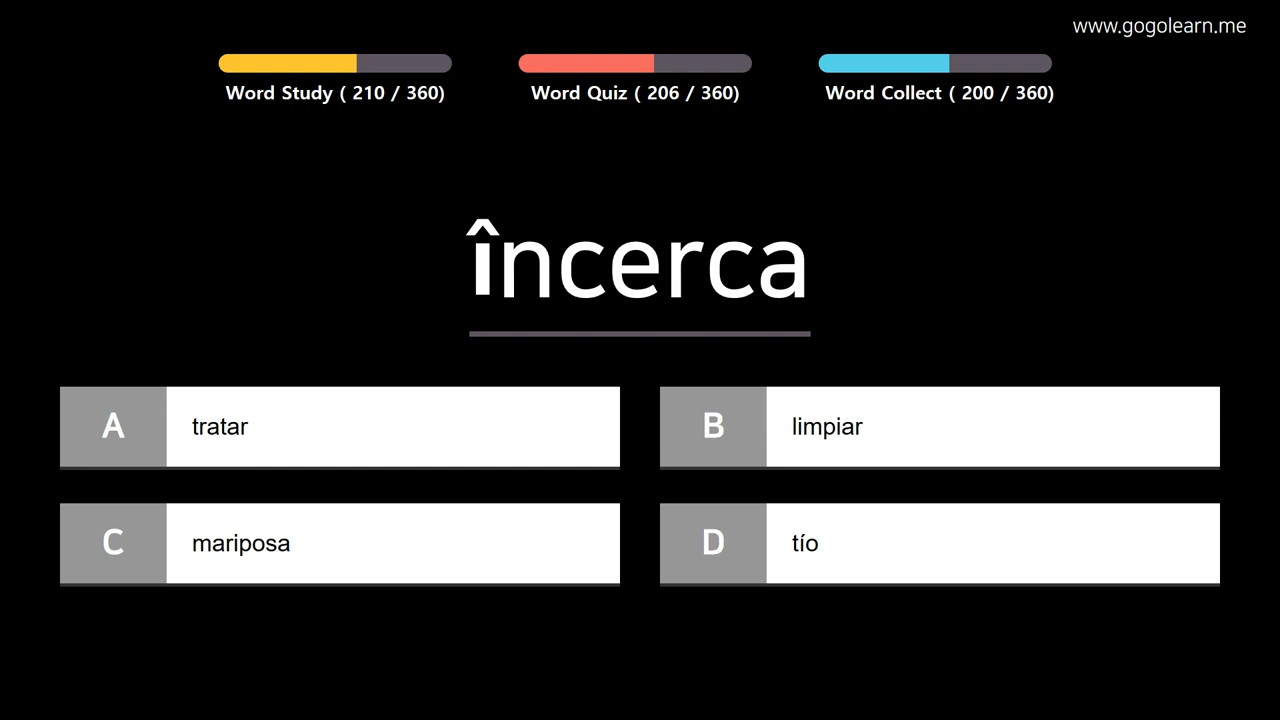 www.gogolearn.me
Word Study ( 210 / 360)
Word Quiz ( 206 / 360)
Word Collect ( 200 / 360)
încerca
A tratar
B limpiar
C mariposa
D tío